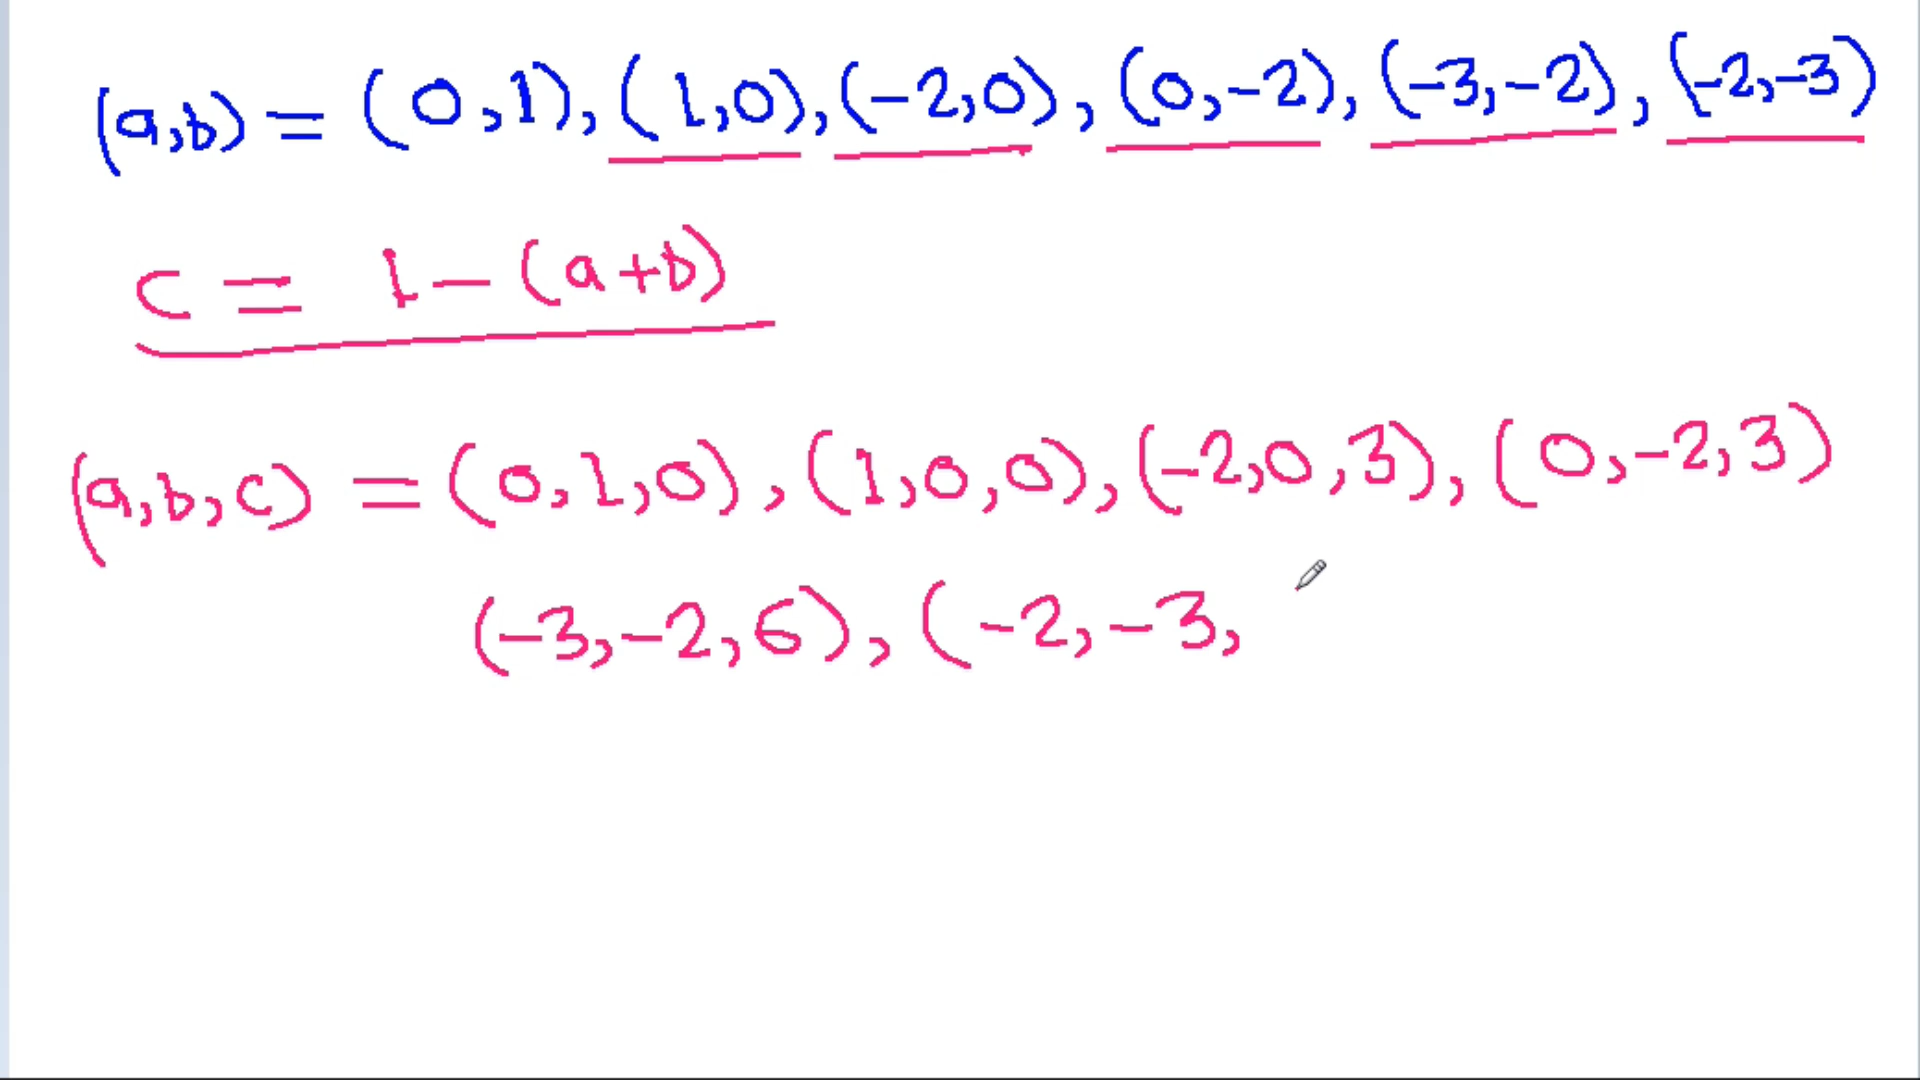 (a,b) = (0,1), (1,0), (-2,0), (0,-2), (-3,-2), (-2,-3)
c = 1 - (a+b)
(a,b,c) = (0,1,0), (1,0,0), (-2,0,3), (0,-2,3)
(-3,-2,6), (-2,-3,